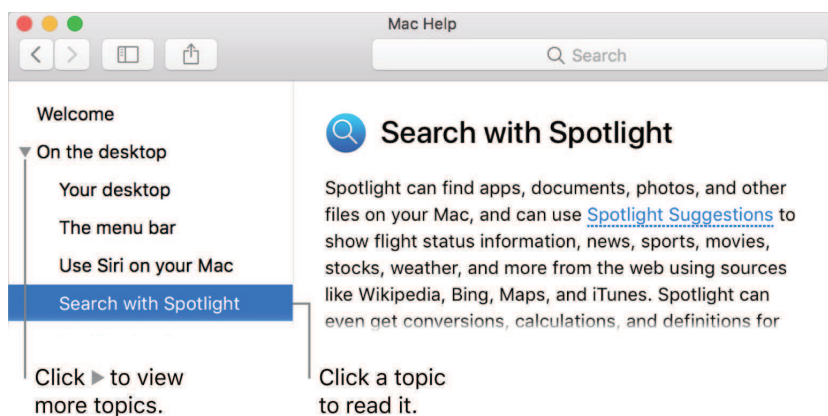 Mac Help
Search
Welcome
On the desktop
Your desktop
The menu bar
Use Siri on your Mac
Search with Spotlight
Search with Spotlight
Spotlight can find apps, documents, photos, and other
files on your Mac, and can use Spotlight Suggestions to
show flight status information, news, sports, movies,
stocks, weather, and more from the web using sources
like Wikipedia, Bing, Maps, and iTunes. Spotlight can
even get conversions, calculations, and definitions for
Click ▶ to view
more topics.
Click a topic
to read it.